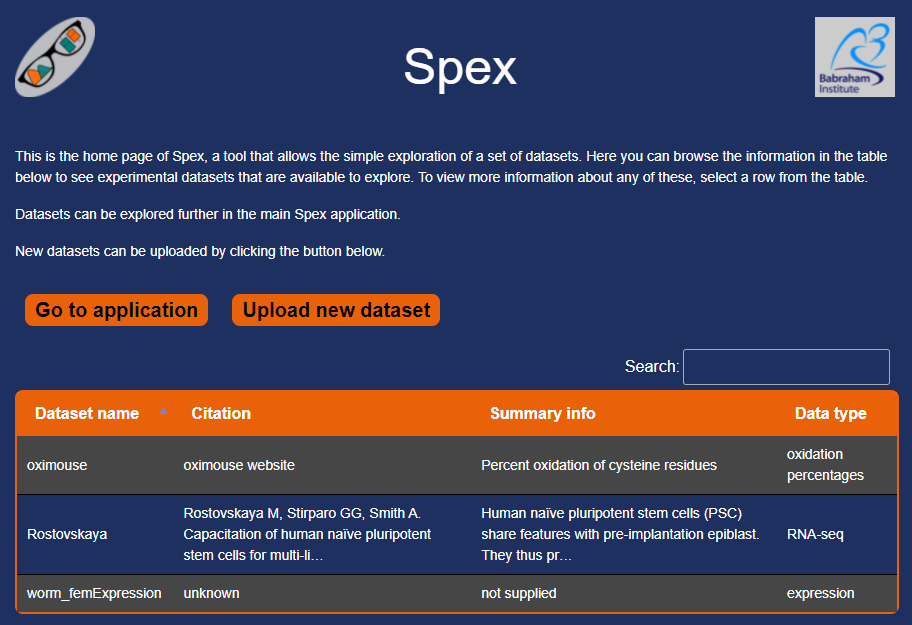 Spex
Babraham
Institute
This is the home page of Spex, a tool that allows the simple exploration of a set of datasets. Here you can browse the information in the table
below to see experimental datasets that are available to explore. To view more information about any of these, select a row from the table.
Datasets can be explored further in the main Spex application.
New datasets can be uploaded by clicking the button below.
Go to application Upload new dataset
Search:
Dataset name Citation Summary info Data type
oximouse oximouse website Percent oxidation of cysteine residues oxidation
percentages
Rostovskaya M, Stirparo GG, Smith A. Human naïve pluripotent stem cells (PSC)
Rostovskaya Capacitation of human naïve pluripotent share features with pre-implantation epiblast. RNA-seq
stem cells for multi-li… They thus pr…
worm_femExpression unknown not supplied expression